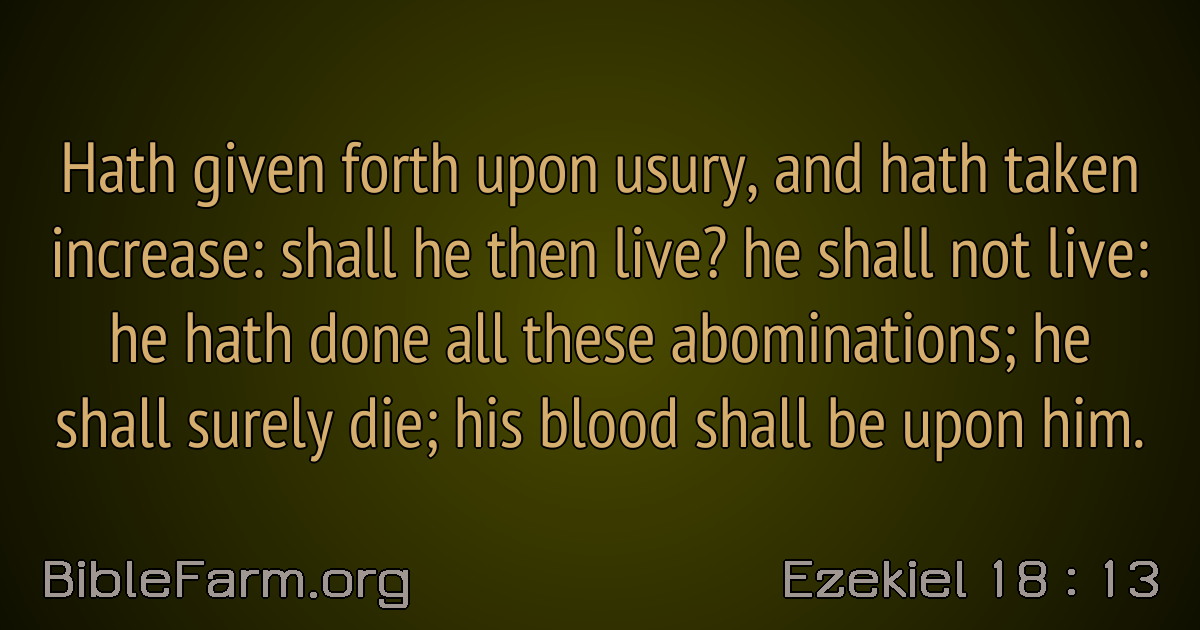 Hath given forth upon usury, and hath taken
increase: shall he then live? he shall not live:
he hath done all these abominations; he
shall surely die; his blood shall be upon him.
BibleFarm.org
Ezekiel 18 : 13